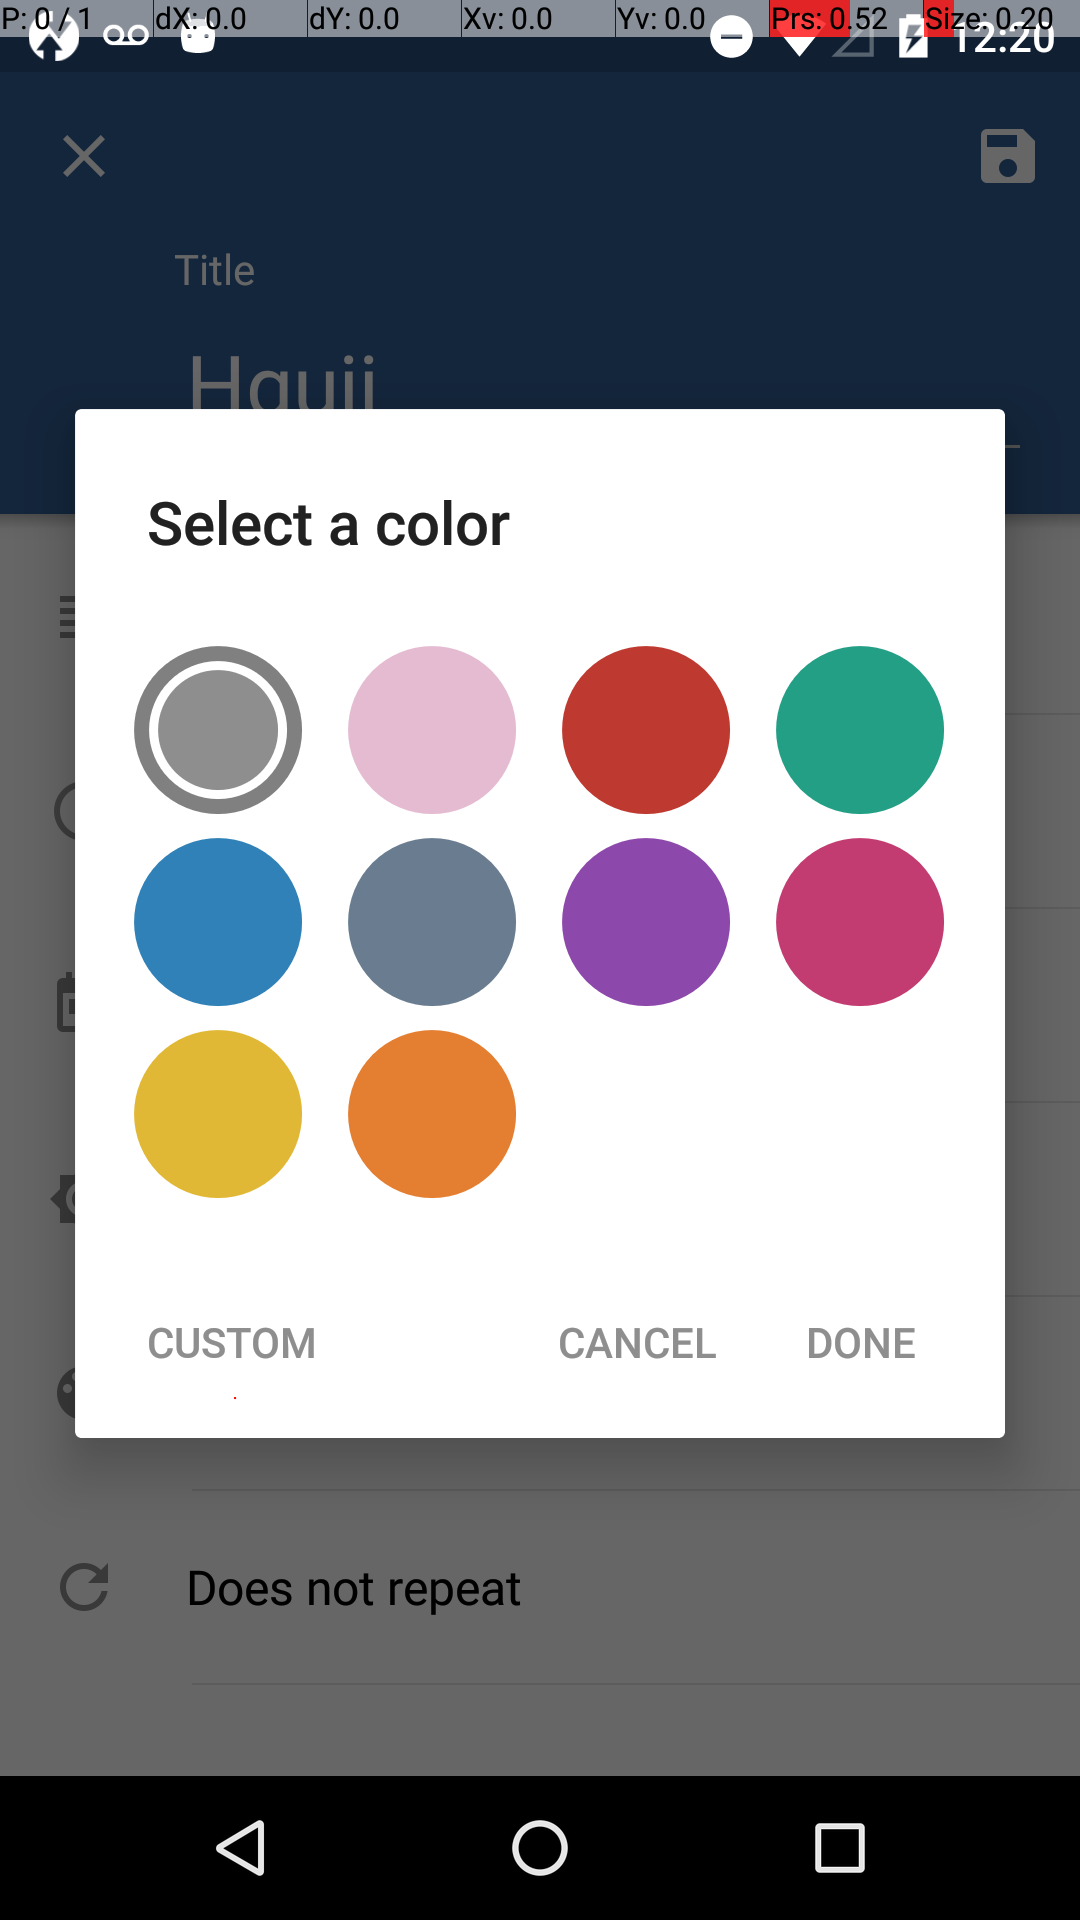 P: 0 / 1 dX: 0.0 dY: 0.0 Xv: 0.0 Yv: 0.0 Prs: 0.52 Size: 0.20
12:20
Title
Select a color
CUSTOM CANCEL DONE
Does not repeat